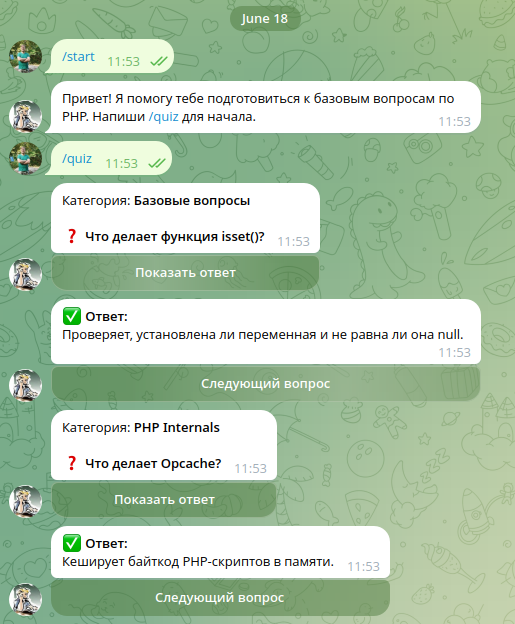 June 18
/start 11:53
Привет! Я помогу тебе подготовиться к базовым вопросам по
PHP. Напиши /quiz для начала.
11:53
/quiz 11:53
Категория: Базовые вопросы
❓ Что делает функция isset()? 11:53
Показать ответ
✅ Ответ:
Проверяет, установлена ли переменная и не равна ли она null.
11:53
Следующий вопрос
Категория: PHP Internals
❓ Что делает Opcache? 11:53
Показать ответ
✅ Ответ:
Кеширует байткод PHP-скриптов в памяти. 11:53
Следующий вопрос